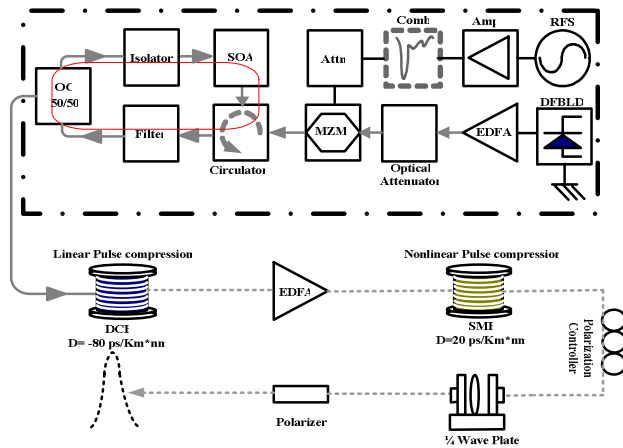 Comb
Amp
RFS
Isolator
SOA
Attn
OC
50/50
DFBLD
Filter
MZM
EDFA
Circulator
Optical
Attenuator
Linear Pulse compression
Nonlinear Pulse compression
EDFA
DCF
D= -80 ps/Km*nm
SMF
D=20 ps/Km*nm
Polarization
Controller
Polarizer
¼ Wave Plate